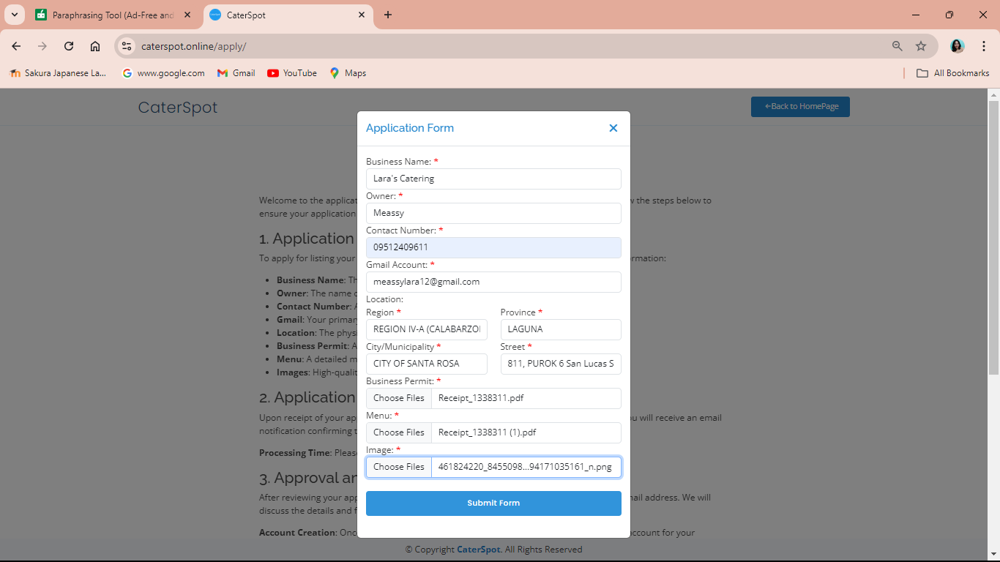 Paraphrasing Tool (Ad-Free and
CaterSpot
caterspot.online/apply/
Sakura Japanese La...
www.google.com
Gmail
YouTube
Maps
All Bookmarks
CaterSpot
←Back to HomePage
Application Form
Business Name: *
Lara's Catering
Owner: *
Meassy
Contact Number: *
09512409611
Gmail Account: *
meassylara12@gmail.com
Location:
Region *
Province *
REGION IV-A (CALABARZO
LAGUNA
City/Municipality *
Street *
CITY OF SANTA ROSA
811, PUROK 6 San Lucas S
Business Permit: *
Choose Files
Receipt_1338311.pdf
Menu: *
Choose Files
Receipt_1338311 (1).pdf
Image: *
Choose Files
461824220_8455098...94171035161_n.png
Submit Form
Welcome to the applicat
w the steps below to
ensure your application
1. Application
To apply for listing your
ormation:
Business Name: Th
Owner: The name o
Contact Number: A
Gmail: Your primary
Location: The physi
Business Permit: A
Menu: A detailed m
Images: High-qualit
2. Application
Upon receipt of your ap
u will receive an email
notification confirming t
Processing Time: Pleas
3. Approval an
After reviewing your app
ail address. We will
discuss the details and f
Account Creation: Onc
account for your
© Copyright CaterSpot. All Rights Reserved